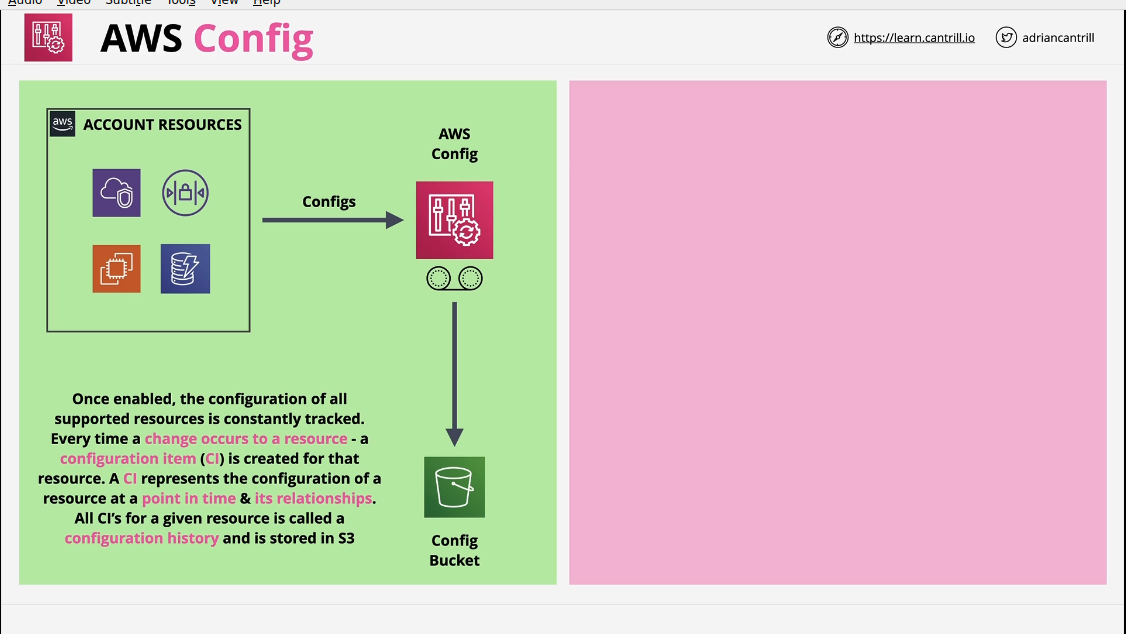 Audio Video Subtitle Tools View Help
AWS Config
https://learn.cantrill.io
adriancantrill
aws
ACCOUNT RESOURCES
AWS
Config
Configs
Once enabled, the configuration of all
supported resources is constantly tracked.
Every time a change occurs to a resource - a
configuration item (CI) is created for that
resource. A CI represents the configuration of a
resource at a point in time & its relationships.
All CI's for a given resource is called a
configuration history and is stored in S3
Config
Bucket